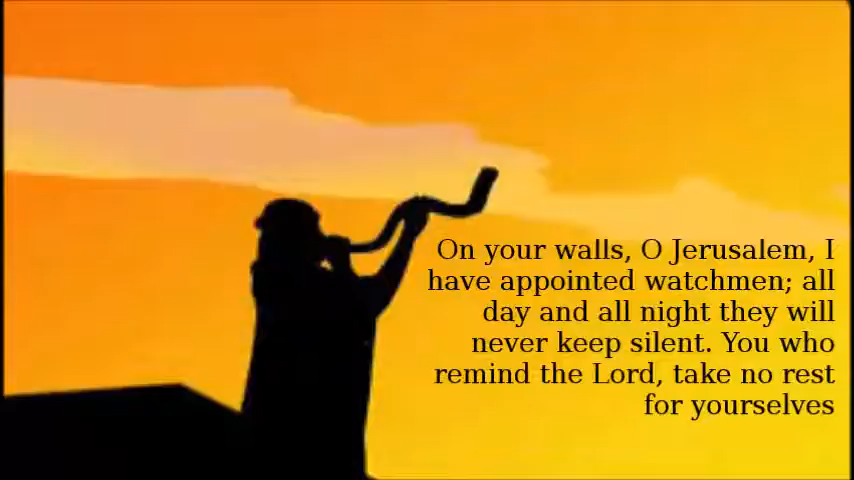 On your walls, O Jerusalem, I
have appointed watchmen; all
day and all night they will
never keep silent. You who
remind the Lord, take no rest
for yourselves